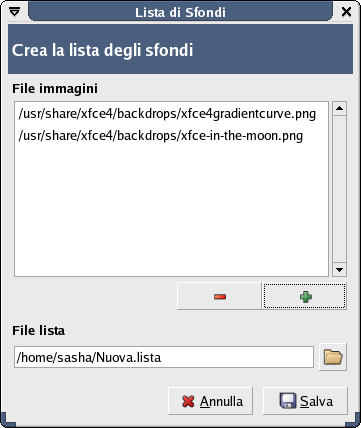 Lista di Sfondi
Crea la lista degli sfondi
File immagini
/usr/share/xfce4/backdrops/xfce4gradientcurve.png
/usr/share/xfce4/backdrops/xfce-in-the-moon.png
File lista
/home/sasha/Nuova.lista
Annulla Salva